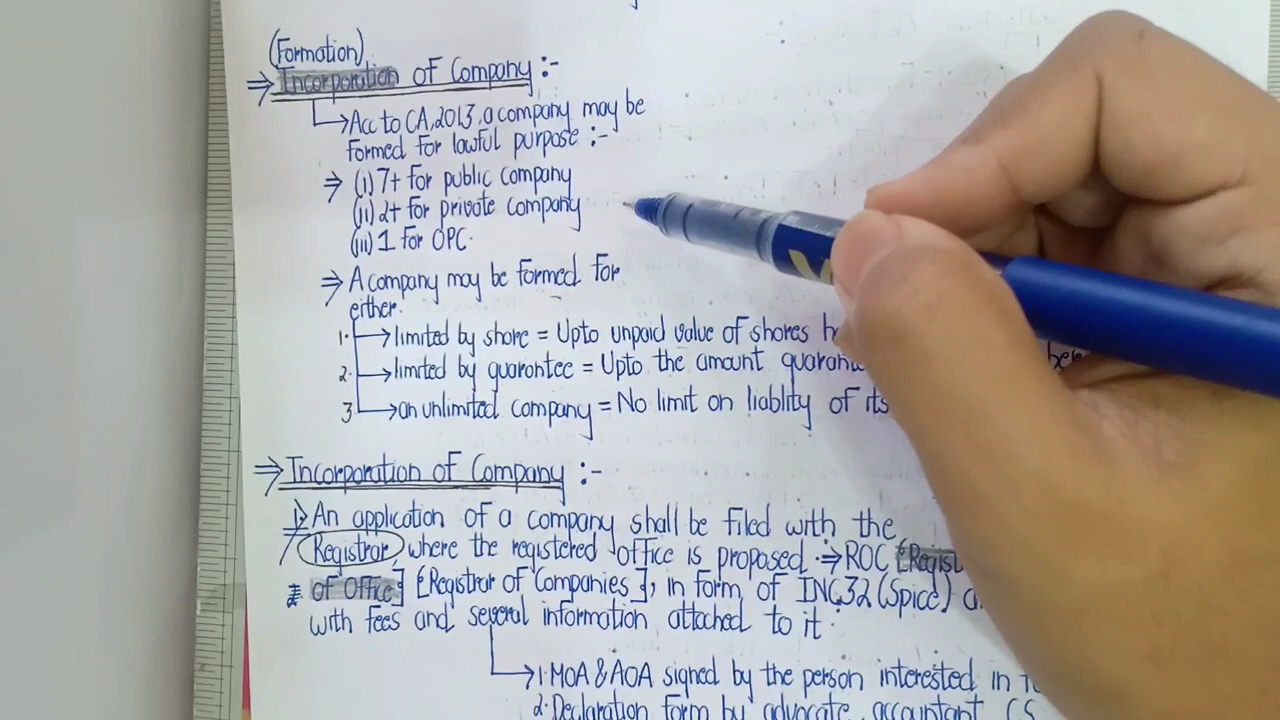 (Formation)
⇒ Incorporation of Company :-
→ Acc to CA, 2013, a company may be
formed for lawful purpose :-
⇒ (i) 7+ for public company
(ii) 2+ for private company
(iii) 1 for OPC.
⇒ A company may be formed for
either.
1. → limited by share = Upto unpaid value of shares
2. → limited by guarantee = Upto the amount
3 → an unlimited company = No limit on liablity of its
⇒ Incorporation of Company :-
1> An application of a company shall be filed with the
Registrar where the registered office is proposed. ⇒ ROC
of Office] [Registrar of Companies], in form of INC32 (Spice)
with fees and several information attached to it.
→ 1. MOA & AOA signed by the person interested in
2. Declaration form by advocate, accountant, CS